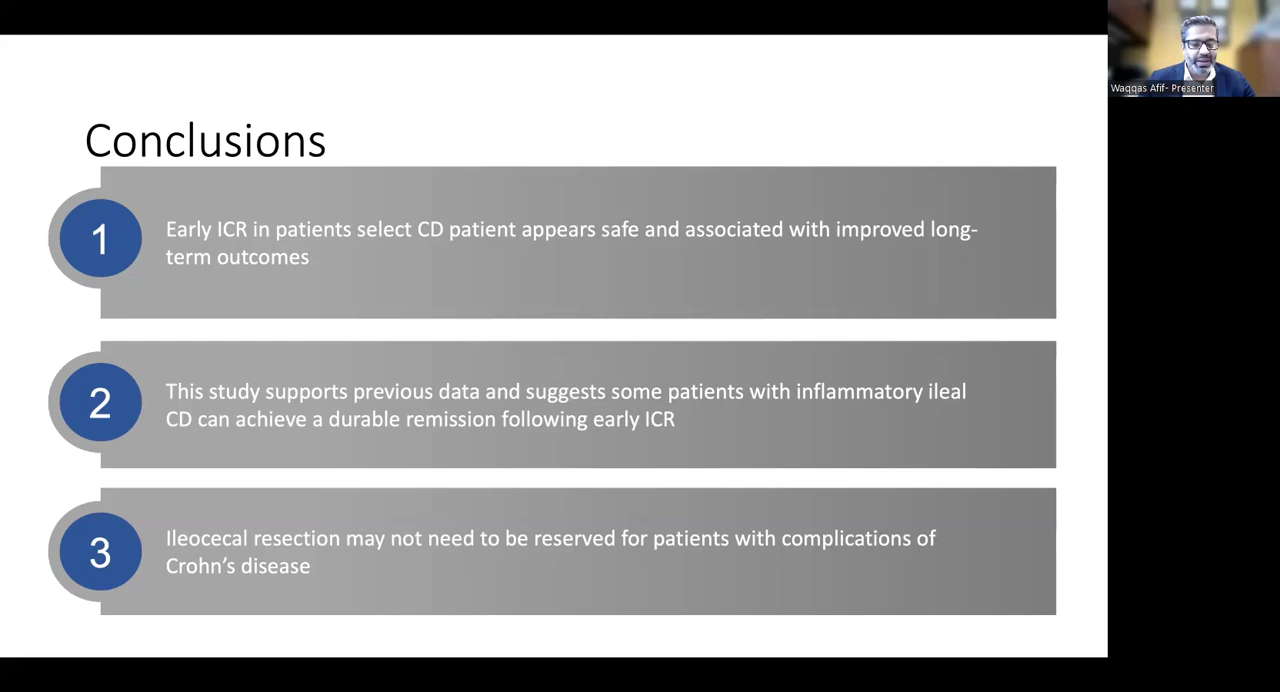 Waqqas Afif- Presenter
Conclusions
1
Early ICR in patients select CD patient appears safe and associated with improved long-
term outcomes
2
This study supports previous data and suggests some patients with inflammatory ileal
CD can achieve a durable remission following early ICR
3
Ileocecal resection may not need to be reserved for patients with complications of
Crohn's disease